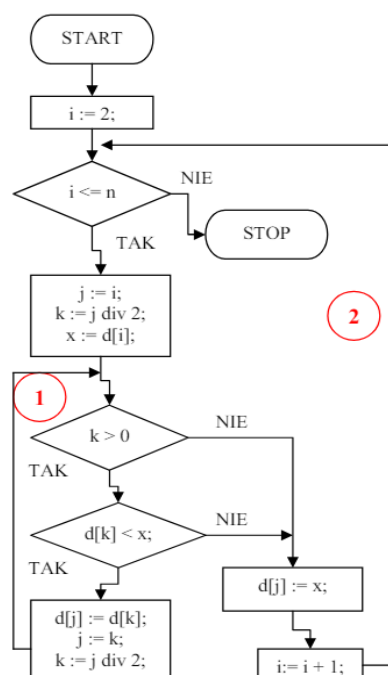 START
i := 2;
i <= n
NIE
TAK
STOP
j := i;
k := j div 2;
x := d[i];
2
1
k > 0
NIE
TAK
d[k] < x;
NIE
TAK
d[j] := d[k];
j := k;
k := j div 2;
d[j] := x;
i:= i + 1;